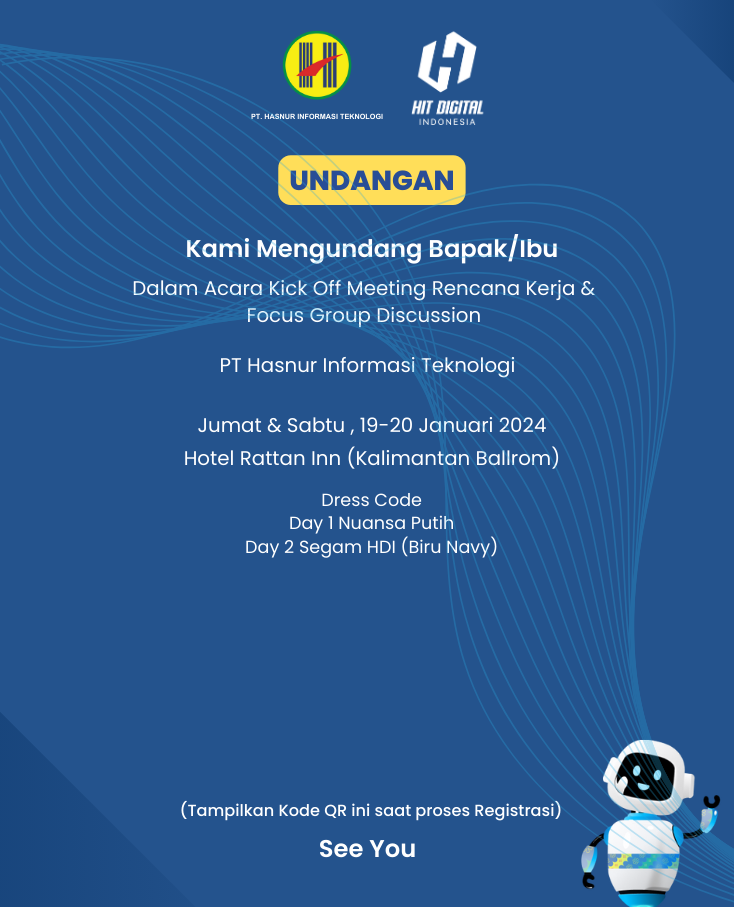 PT. HASNUR INFORMASI TEKNOLOGI
HIT DIGITAL
INDONESIA
UNDANGAN
Kami Mengundang Bapak/Ibu
Dalam Acara Kick Off Meeting Rencana Kerja &
Focus Group Discussion
PT Hasnur Informasi Teknologi
Jumat & Sabtu , 19-20 Januari 2024
Hotel Rattan Inn (Kalimantan Ballrom)
Dress Code
Day 1 Nuansa Putih
Day 2 Segam HDI (Biru Navy)
(Tampilkan Kode QR ini saat proses Registrasi)
See You